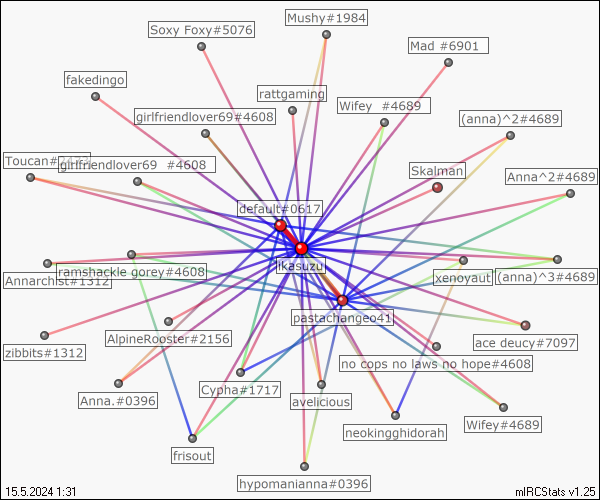 Mushy#1984
Soxy Foxy#5076
Mad #6901
fakedingo
rattgaming
Wifey #4689
girlfriendlover69#4608
(anna)^2#4689
Toucan#
girlfriendlover69 #4608
Skalman
Anna^2#4689
default#0617
ikasuzu
Annarchist#1312
ramshackle gorey#4608
xenoyaut
(anna)^3#4689
pastachangeo41
zibbits#1312
AlpineRooster#2156
ace deucy#7097
no cops no laws no hope#4608
Anna.#0396
Cypha#1717
avelicious
Wifey#4689
neokingghidorah
frisout
hypomanianna#0396
15.5.2024 1:31
mIRCStats v1.25